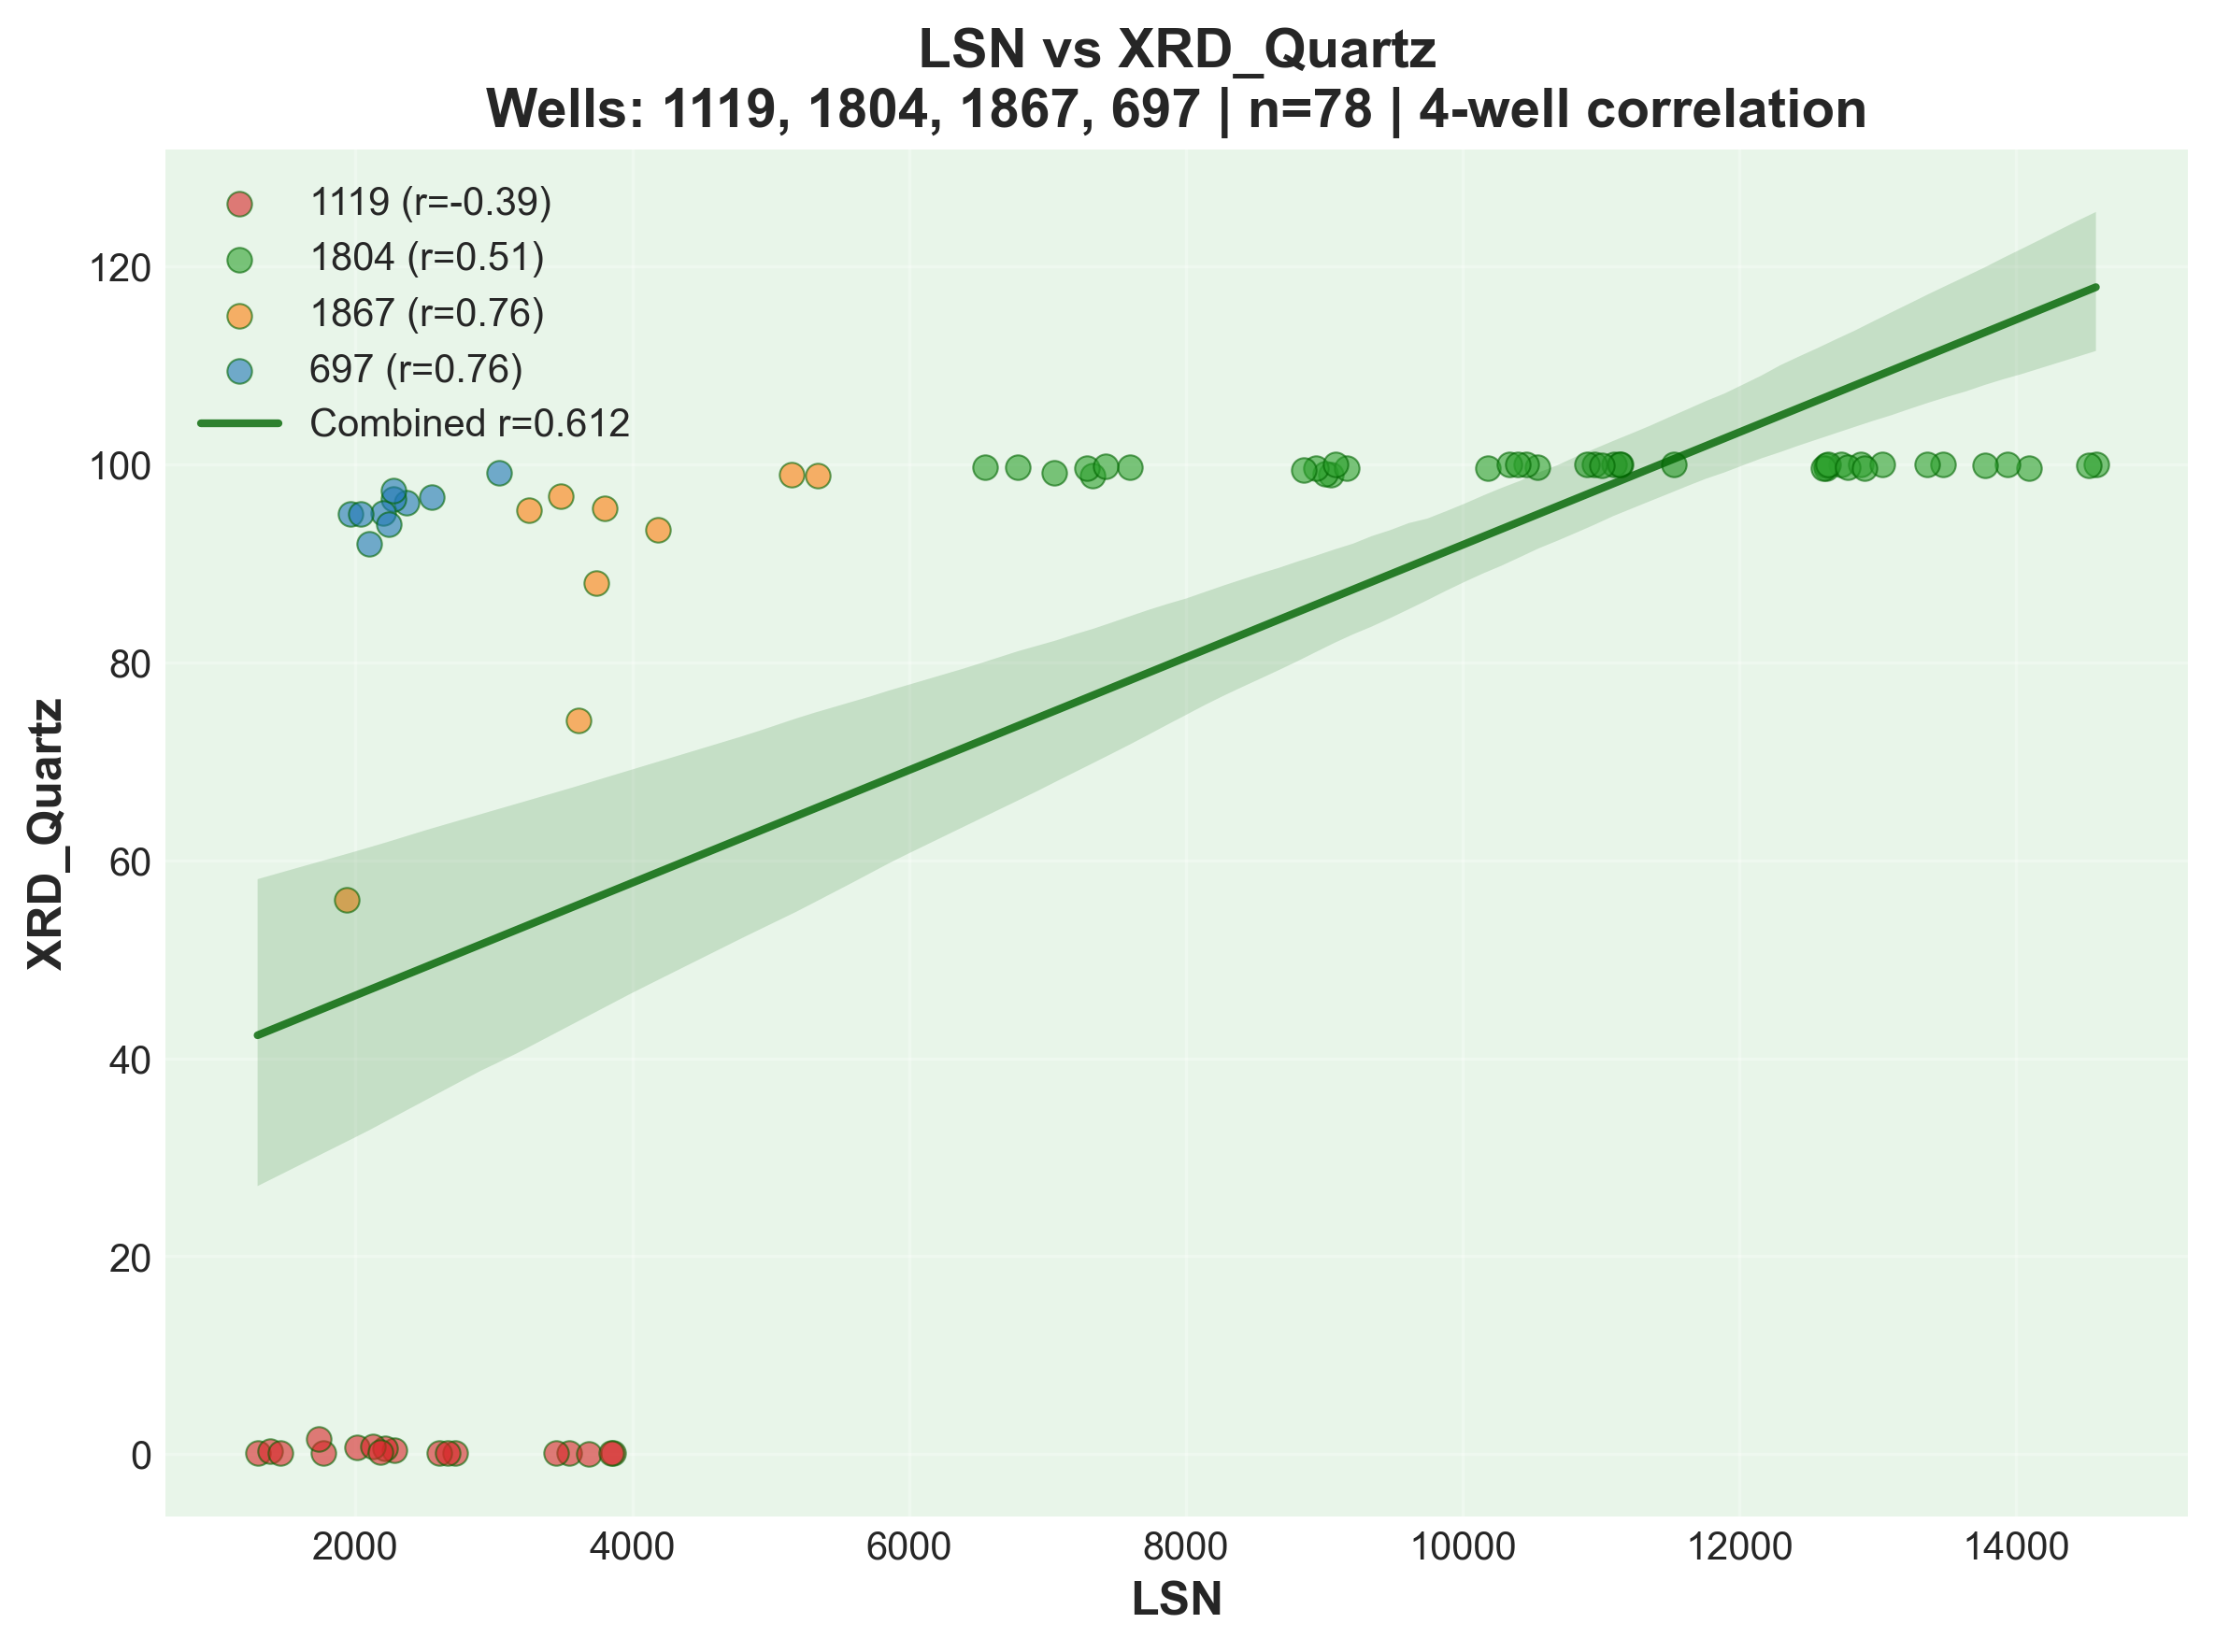 LSN vs XRD_Quartz
Wells: 1119, 1804, 1867, 697 | n=78 | 4-well correlation
1119 (r=-0.39)
1804 (r=0.51)
1867 (r=0.76)
697 (r=0.76)
Combined r=0.612
120
100
80
60
40
20
0
XRD_Quartz
2000 4000 6000 8000 10000 12000 14000
LSN